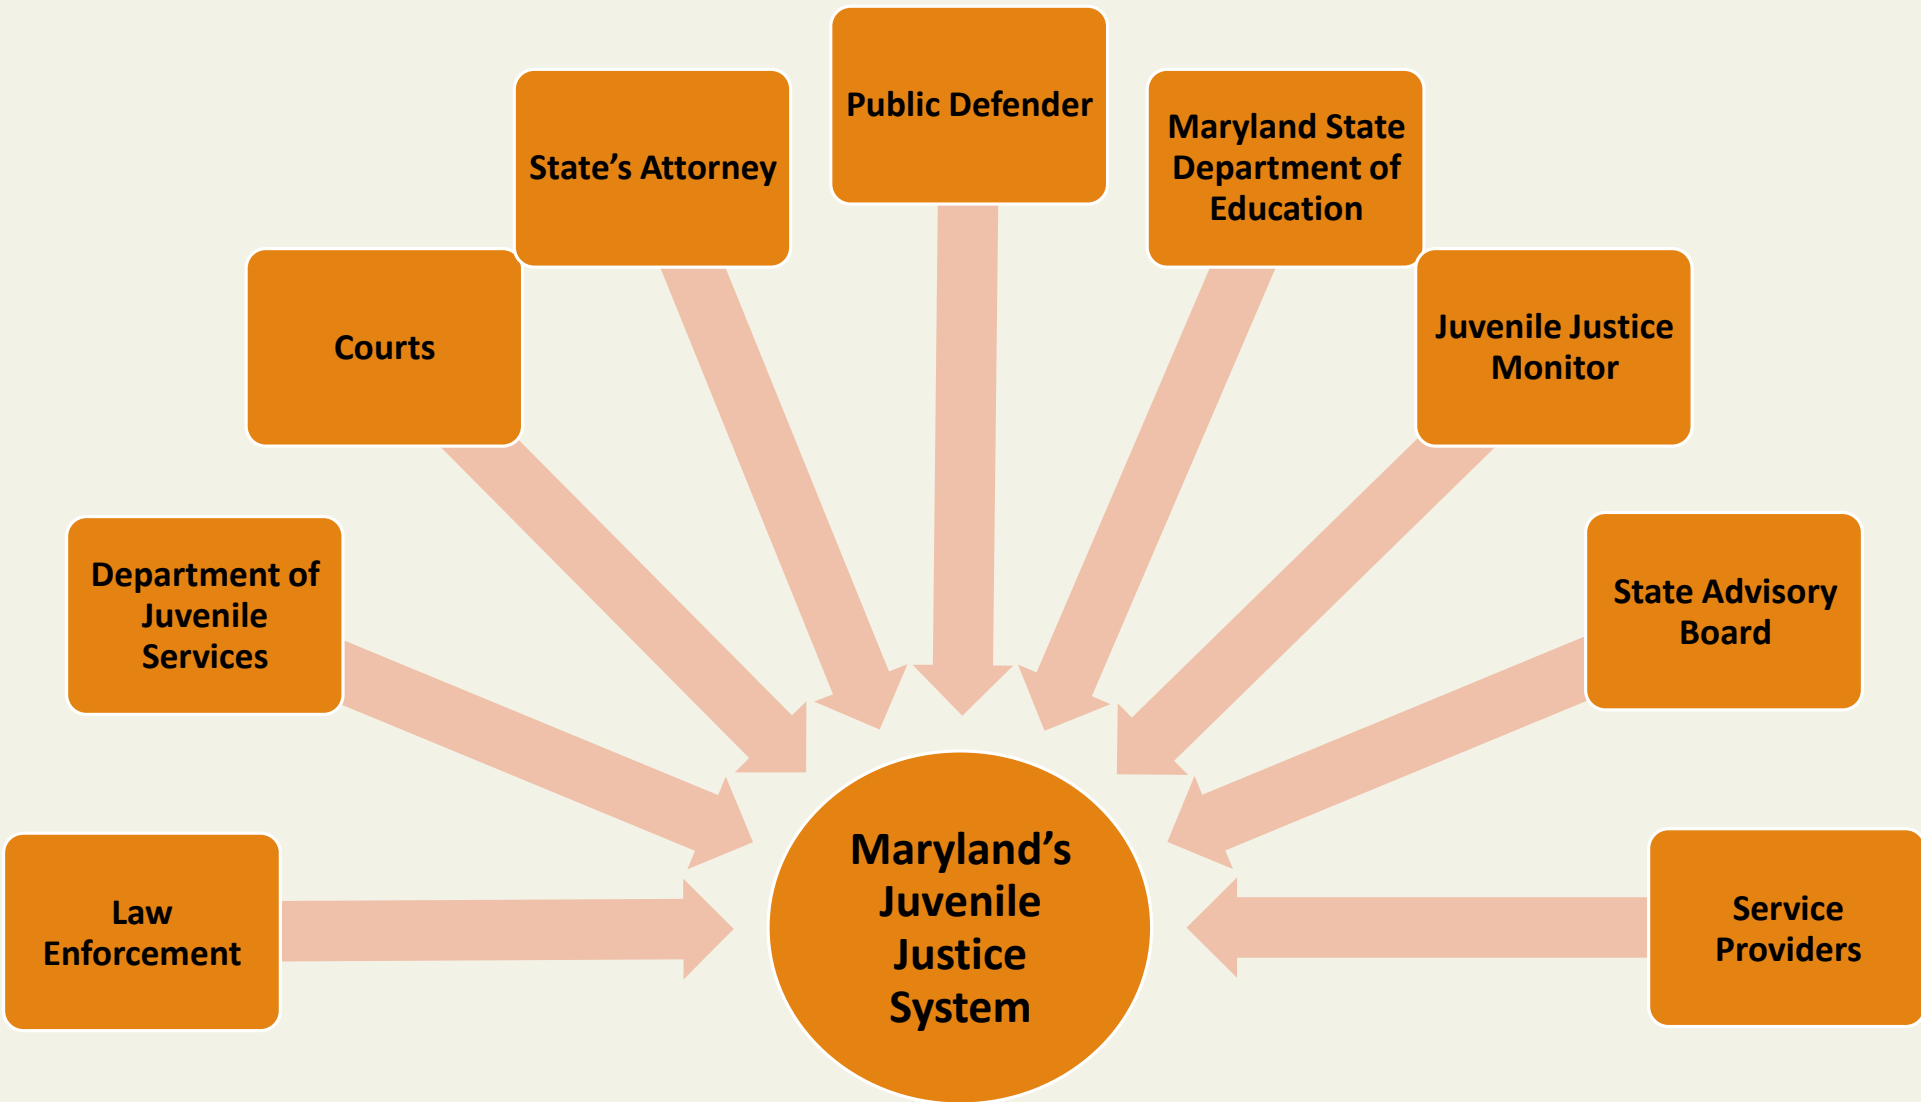 Public Defender
State’s Attorney
Maryland State
Department of
Education
Courts
Juvenile Justice
Monitor
Department of
Juvenile
Services
State Advisory
Board
Law
Enforcement
Maryland’s
Juvenile
Justice
System
Service
Providers